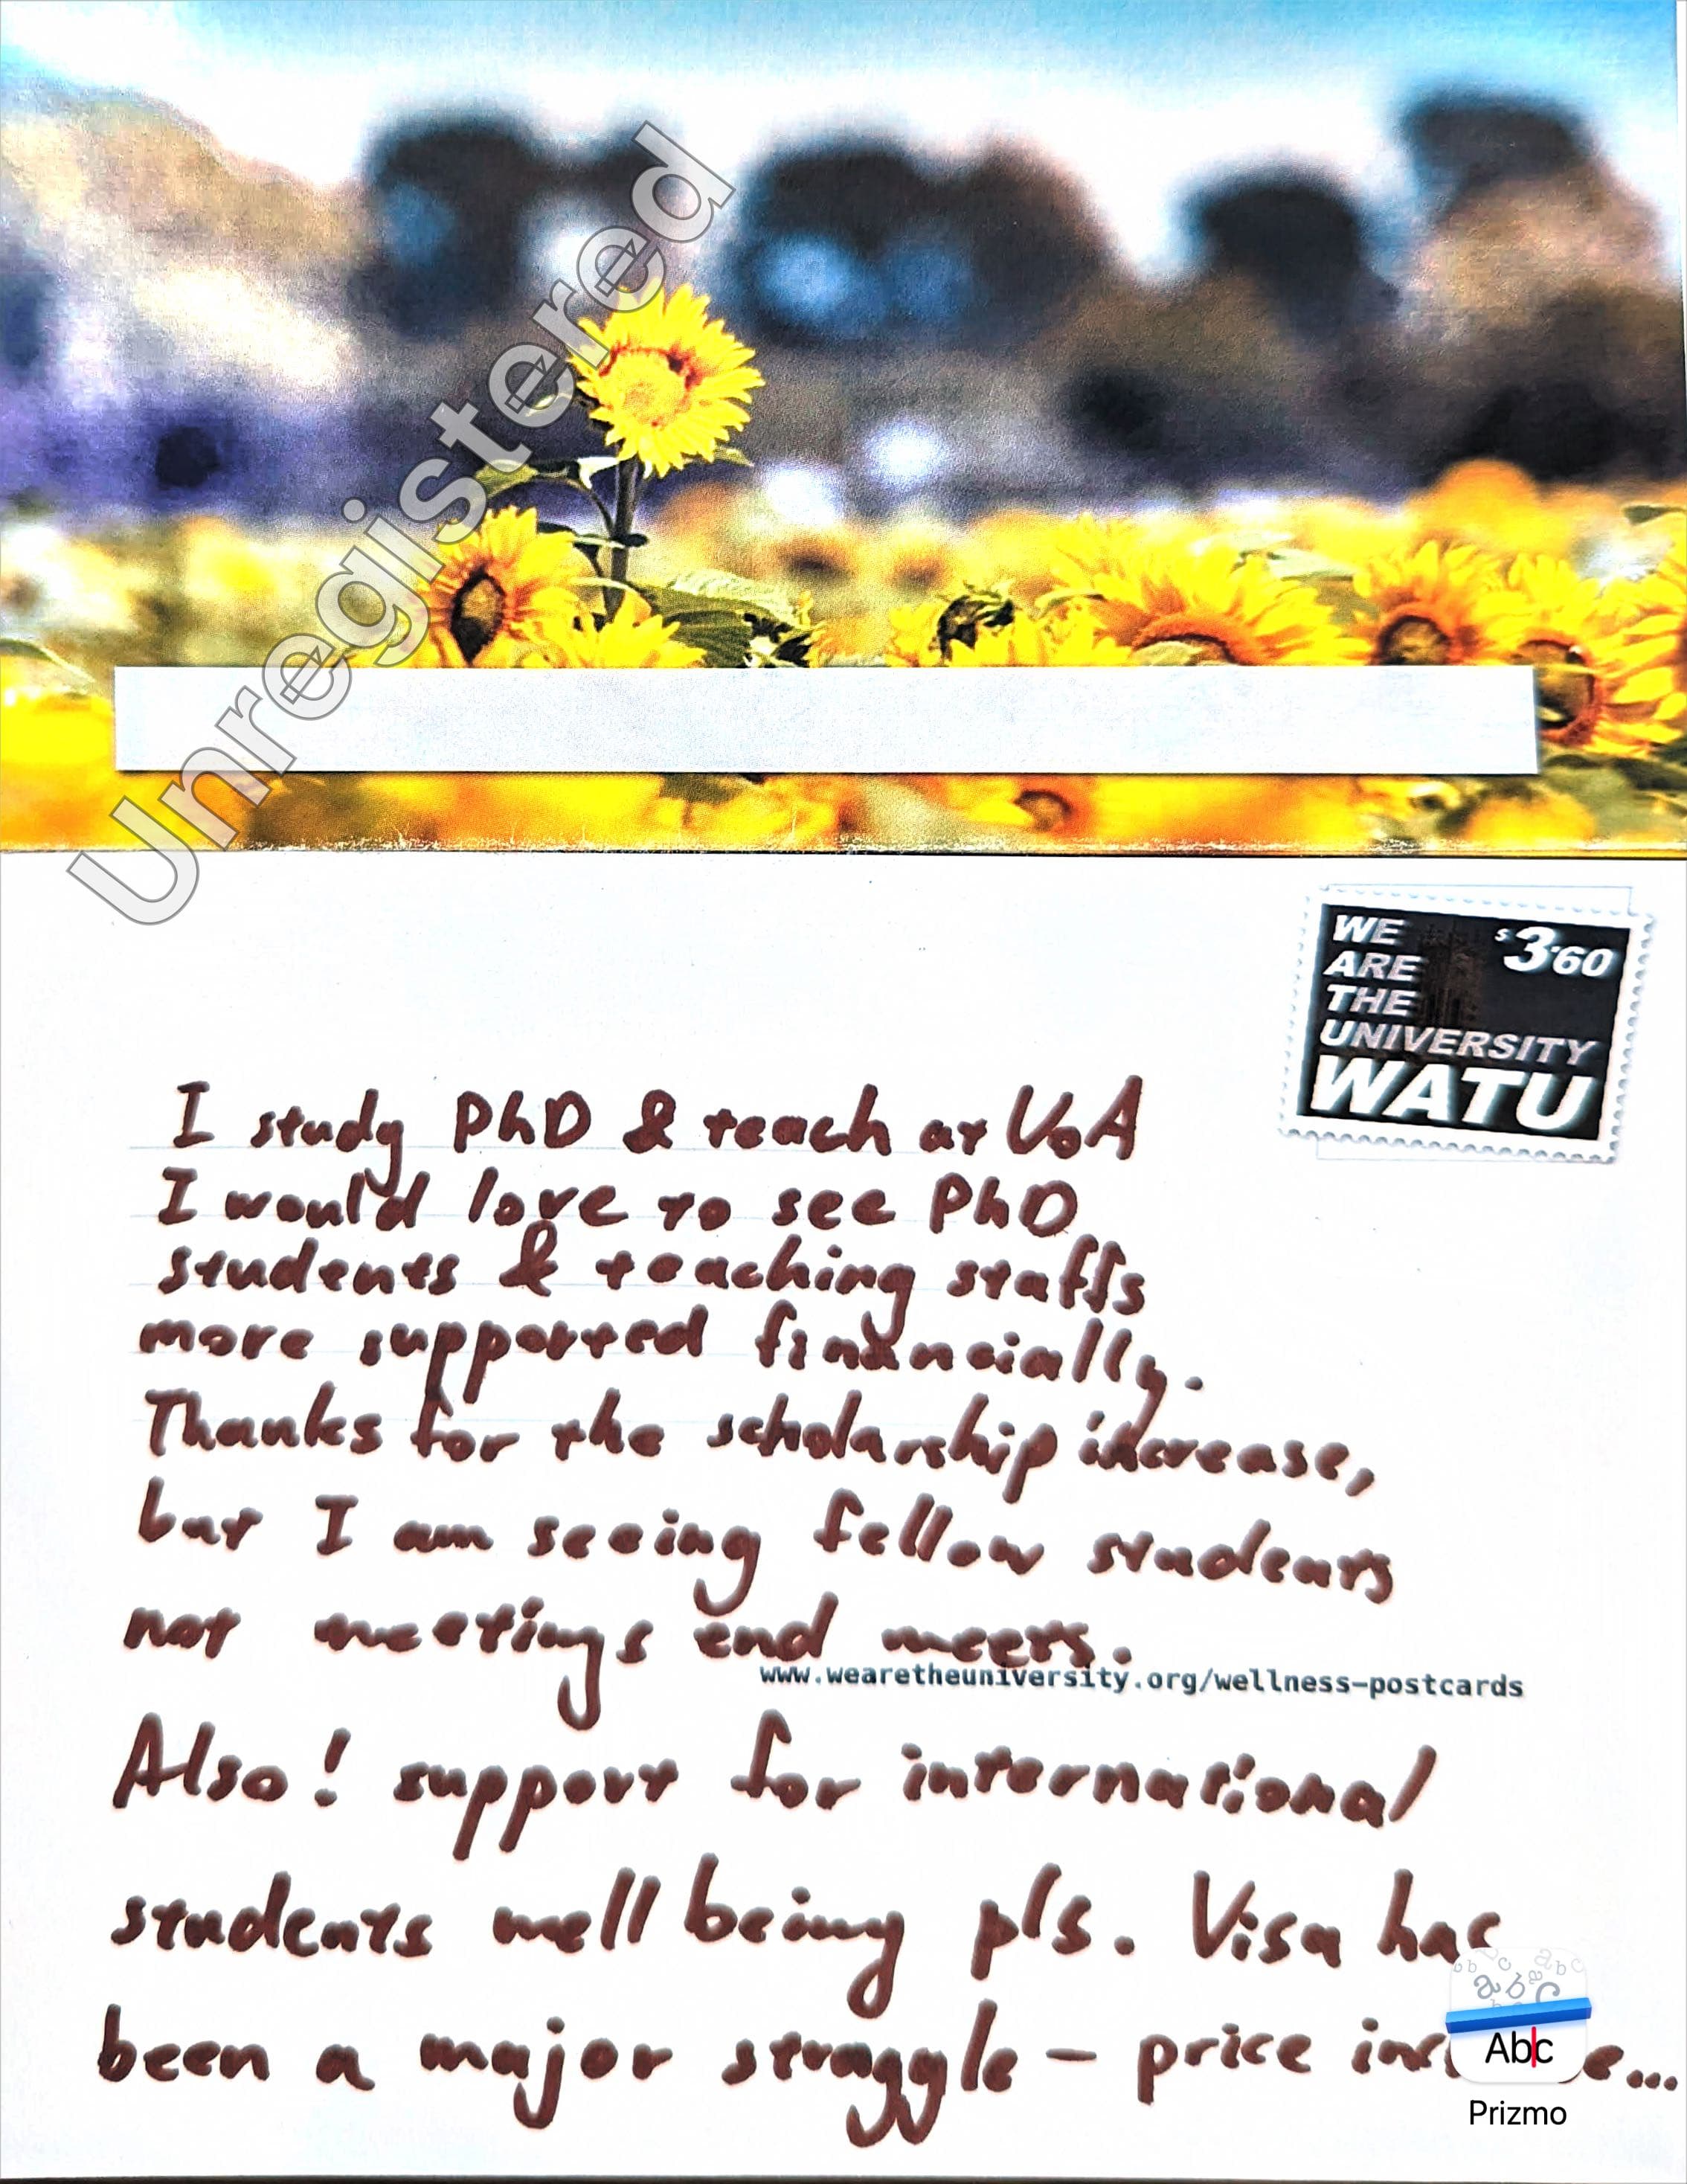 Unregistered
WE
ARE
THE
UNIVERSITY
WATU
$3.60
I study PhD & teach at UoA
I would love to see PhD
students & teaching staffs
more supported financially.
Thanks for the scholarship increase,
but I am seeing fellow students
not meetings end meets.
www.wearetheuniversity.org/wellness-postcards
Also! support for international
students well being pls. Visa has
been a major struggle – price
Abc
Prizmo